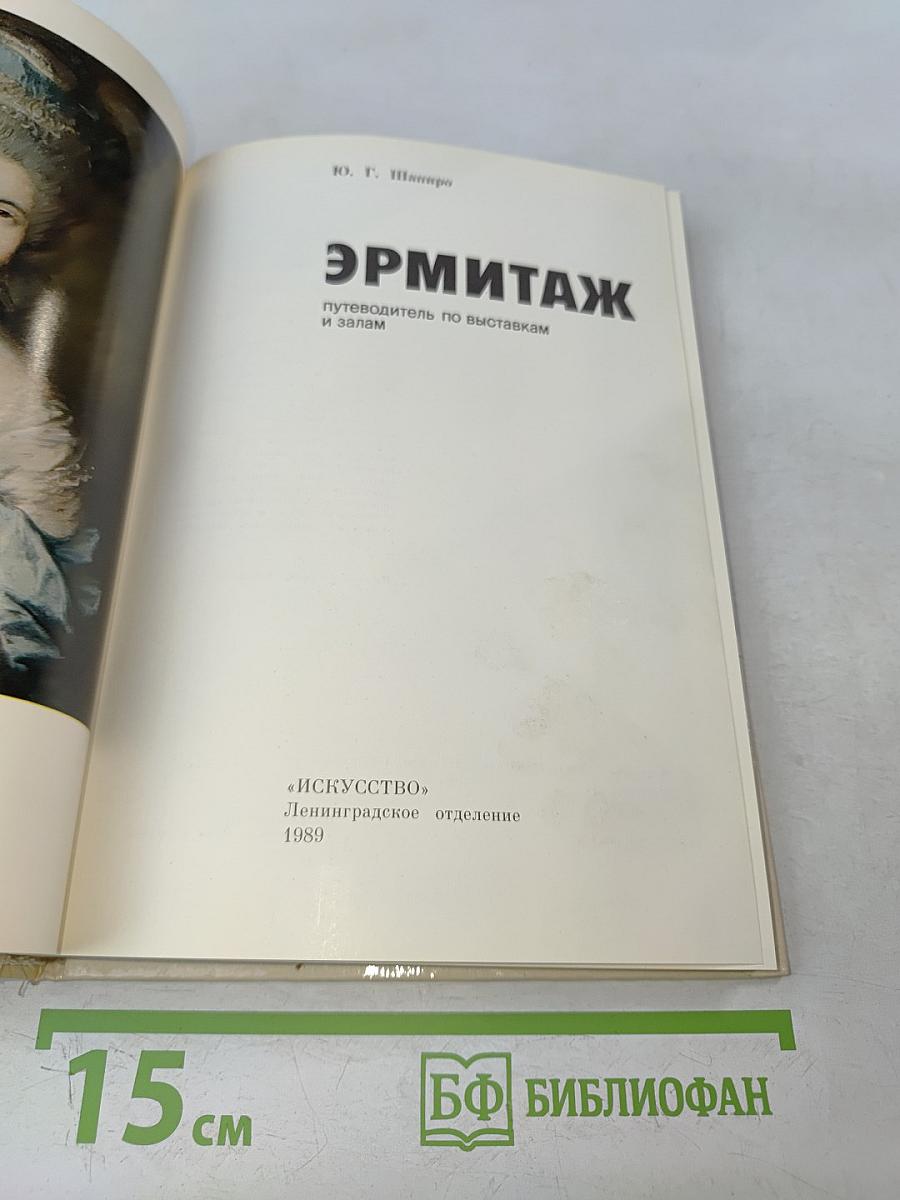 Ю. Г. Шапиро
ЭРМИТАЖ
путеводитель по выставкам
и залам
«ИСКУССТВО»
Ленинградское отделение
1989
15 см
БФ БИБЛИОФАН